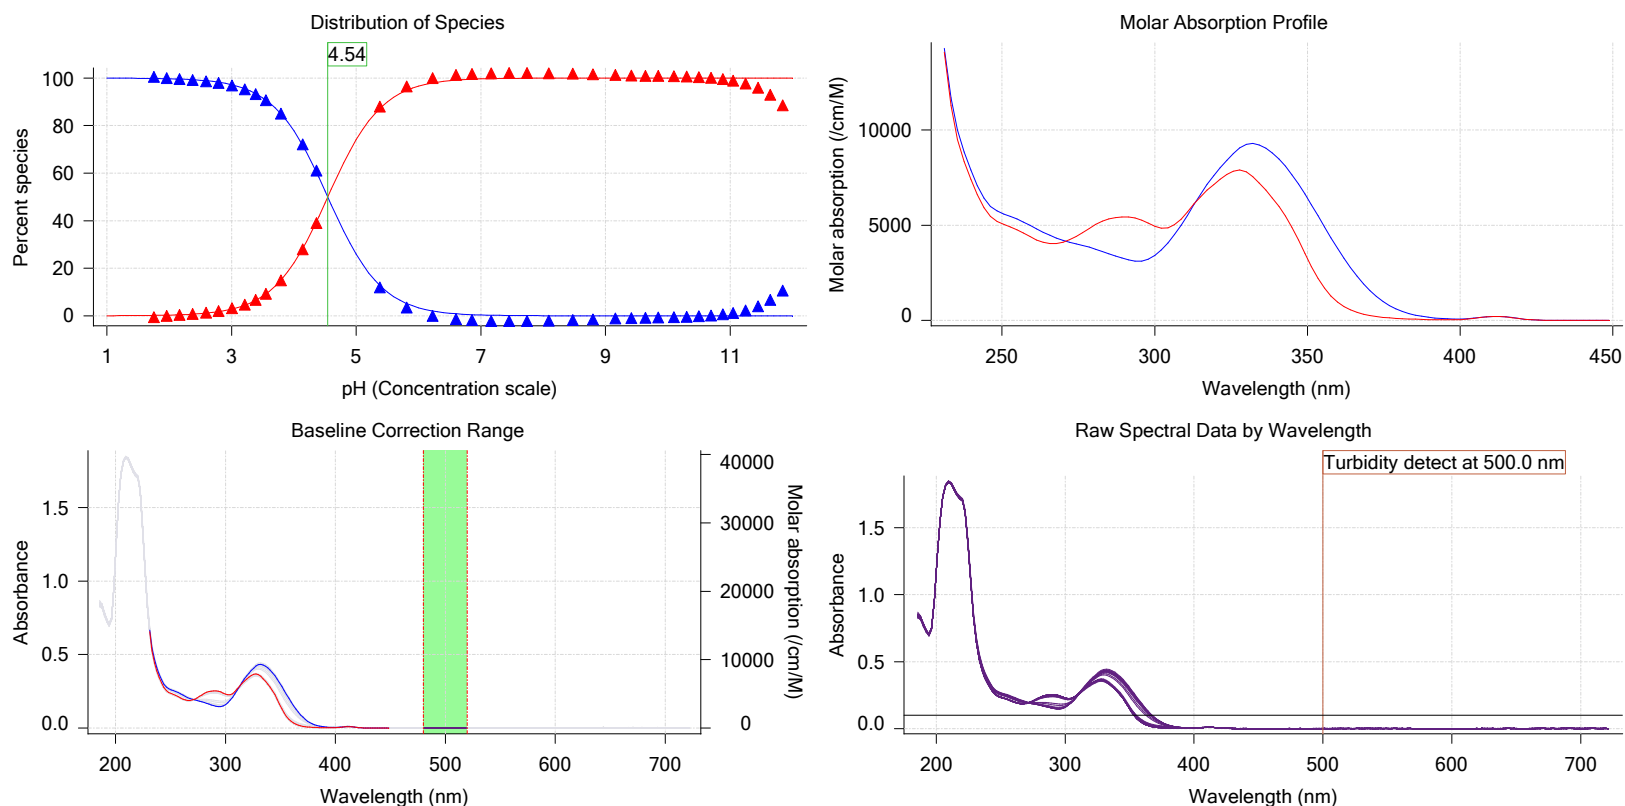 Distribution of Species
4.54
100
80
60
40
20
0
Percent species
1 3 5 7 9 11
pH (Concentration scale)
Molar Absorption Profile
10000
5000
0
Molar absorption (/cm/M)
250 300 350 400 450
Wavelength (nm)
Baseline Correction Range
1.5
1.0
0.5
0.0
Absorbance
40000
30000
20000
10000
0
Molar absorption (/cm/M)
200 300 400 500 600 700
Wavelength (nm)
Raw Spectral Data by Wavelength
Turbidity detect at 500.0 nm
1.5
1.0
0.5
0.0
Absorbance
200 300 400 500 600 700
Wavelength (nm)